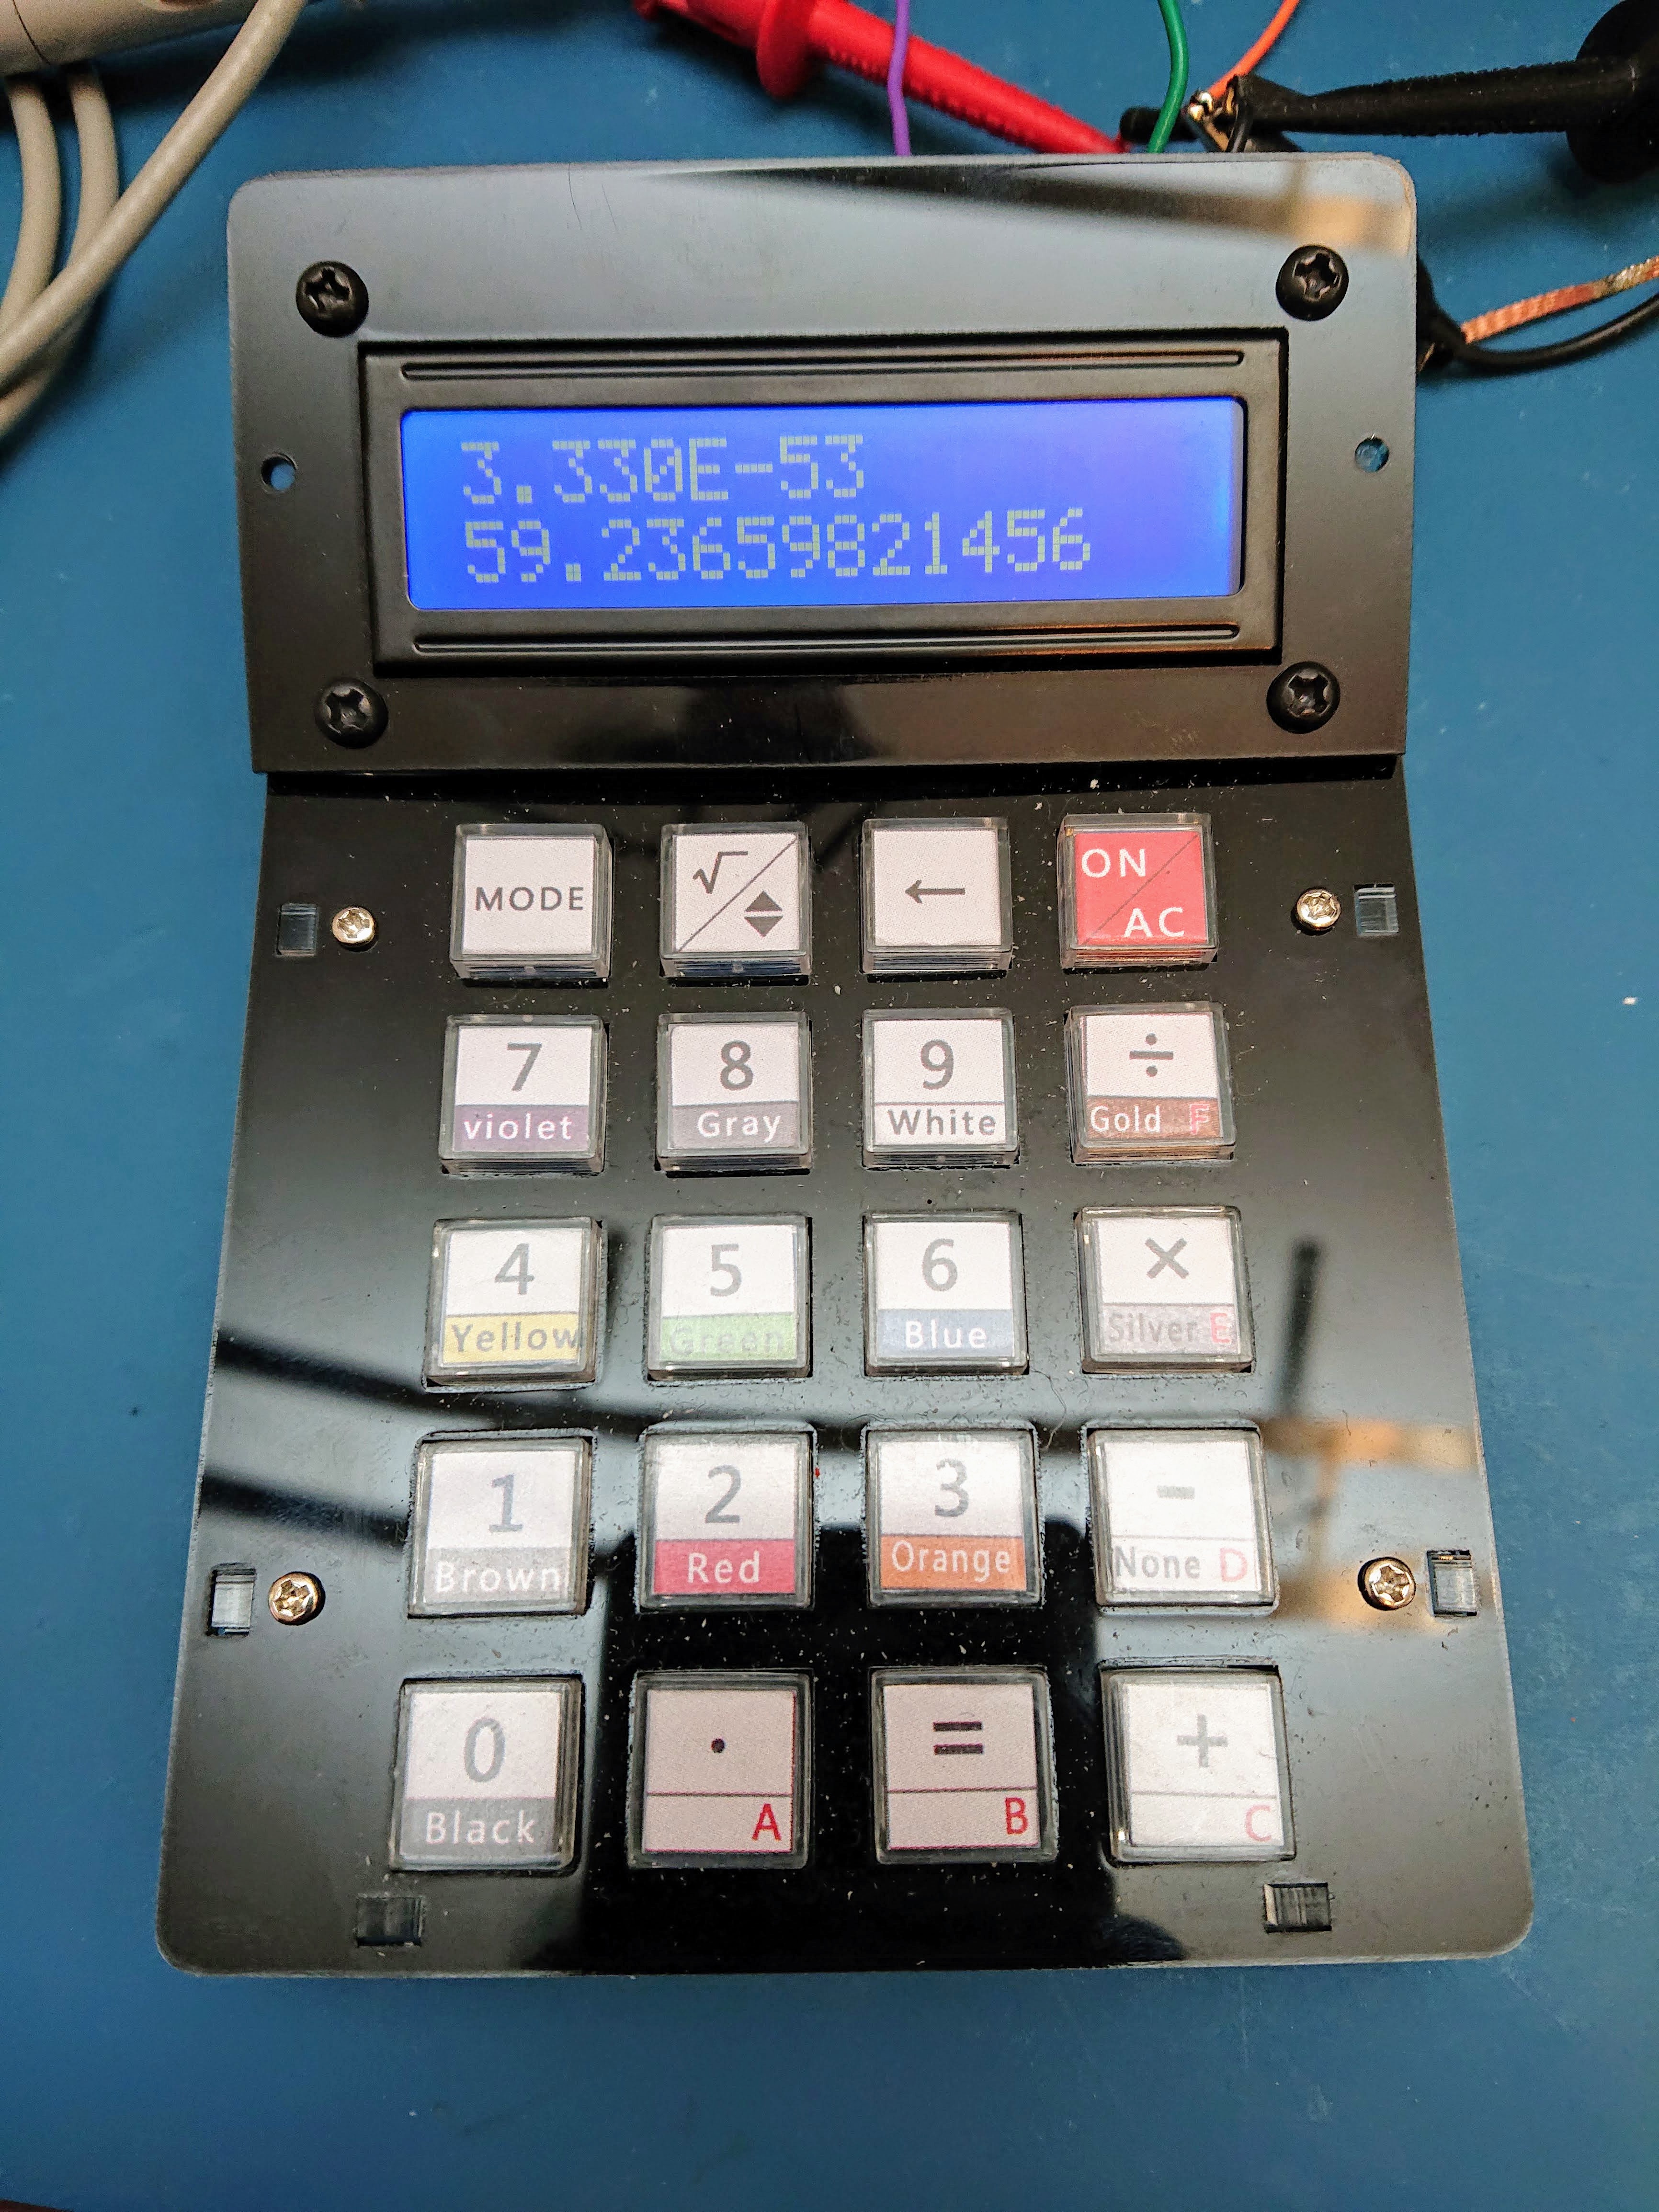 3.330E-53
59.23659821456
MODE √ ← ON AC
7 8 9 ÷
violet Gray White Gold F
4 5 6 ×
Yellow Green Blue Silver E
1 2 3 -
Brown Red Orange None D
0 . = +
Black A B C